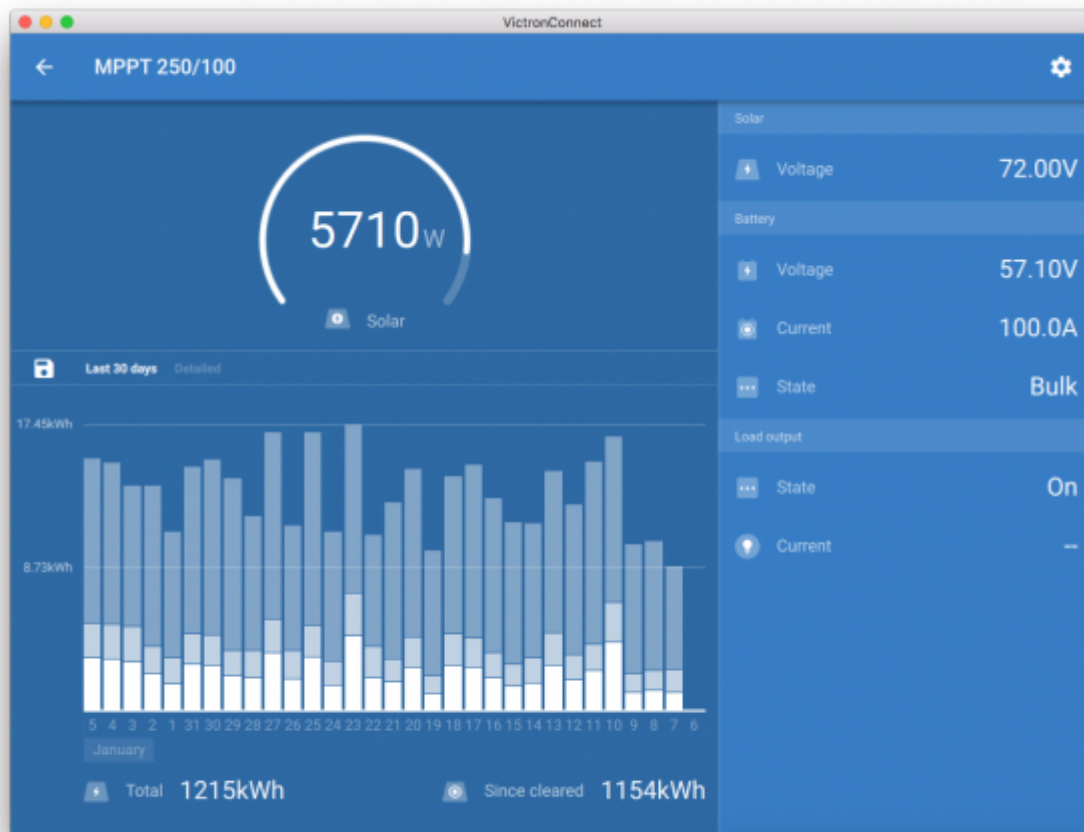 VictronConnect
MPPT 250/100
5710W
Solar
Last 30 days Detailed
17.45kWh
8.73kWh
5 4 3 2 1 31 30 29 28 27 26 25 24 23 22 21 20 19 18 17 16 15 14 13 12 11 10 9 8 7 6
January
Total 1215kWh Since cleared 1154kWh
Solar
Voltage 72.00V
Battery
Voltage 57.10V
Current 100.0A
State Bulk
Load output
State On
Current --